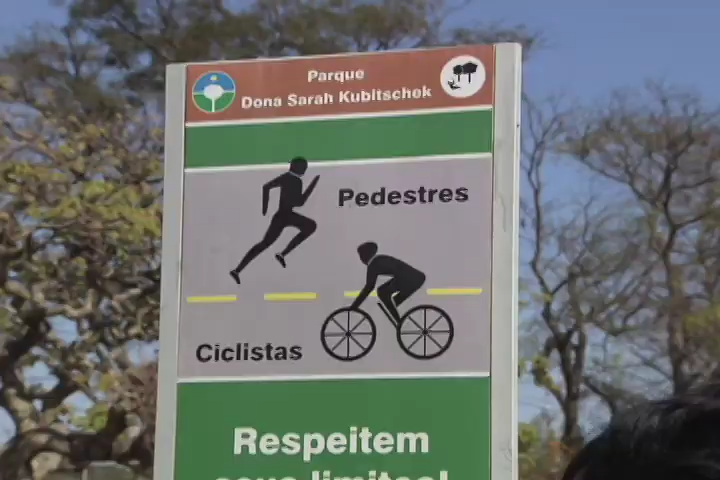 Parque
Dona Sarah Kubitschek
Pedestres
Ciclistas
Respeitem
seus limites!